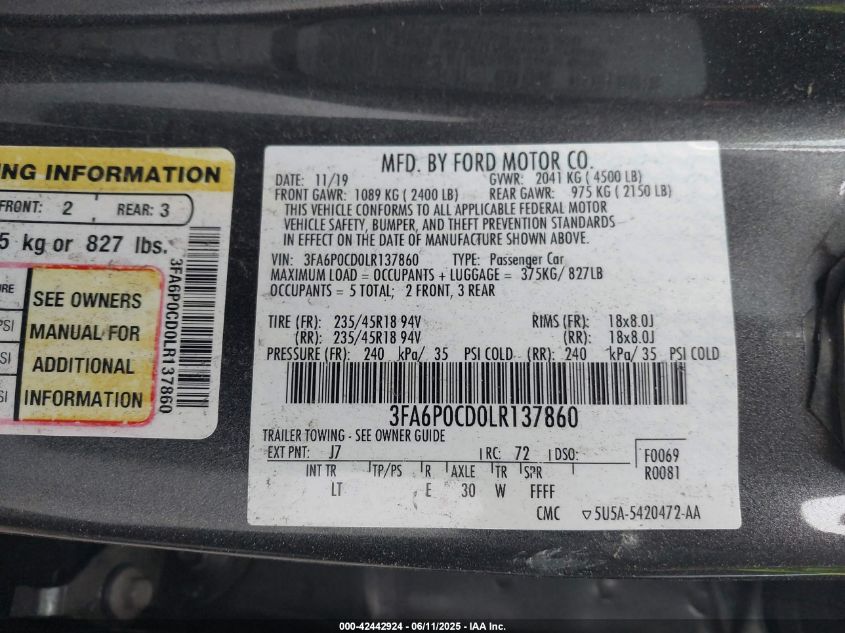 NG INFORMATION
FRONT: 2
REAR: 3
5 kg or 827 lbs.
URE
PSI
SI
SI
SEE OWNERS
MANUAL FOR
ADDITIONAL
INFORMATION
3FA6P0CD0LR137860
MFD. BY FORD MOTOR CO.
DATE: 11/19 GVWR: 2041 KG ( 4500 LB)
FRONT GAWR: 1089 KG ( 2400 LB) REAR GAWR: 975 KG ( 2150 LB)
THIS VEHICLE CONFORMS TO ALL APPLICABLE FEDERAL MOTOR
VEHICLE SAFETY, BUMPER, AND THEFT PREVENTION STANDARDS
IN EFFECT ON THE DATE OF MANUFACTURE SHOWN ABOVE.
VIN: 3FA6P0CD0LR137860 TYPE: Passenger Car
MAXIMUM LOAD = OCCUPANTS + LUGGAGE = 375KG/ 827LB
OCCUPANTS = 5 TOTAL; 2 FRONT, 3 REAR
TIRE (FR): 235/45R18 94V RIMS (FR): 18x8.0J
(RR): 235/45R18 94V (RR): 18x8.0J
PRESSURE (FR): 240 kPa/ 35 PSI COLD (RR): 240 kPa/ 35 PSI COLD
3FA6P0CD0LR137860
TRAILER TOWING - SEE OWNER GUIDE
EXT PNT: J7 RC: 72 DSO: F0069
INT TR TP/PS R AXLE TR SPR R0081
LT E 30 W FFFF
CMC 5U5A-5420472-AA
000-42442924 - 06/11/2025 - IAA Inc.